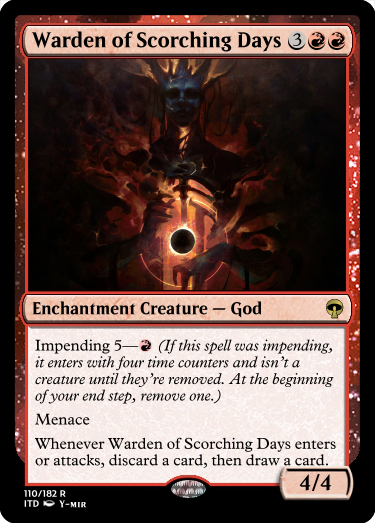 Warden of Scorching Days 3
Enchantment Creature — God
Impending 5— (If this spell was impending,
it enters with four time counters and isn't a
creature until they're removed. At the beginning
of your end step, remove one.)
Menace
Whenever Warden of Scorching Days enters
or attacks, discard a card, then draw a card.
4/4
110/182 R
ITD Y-mir